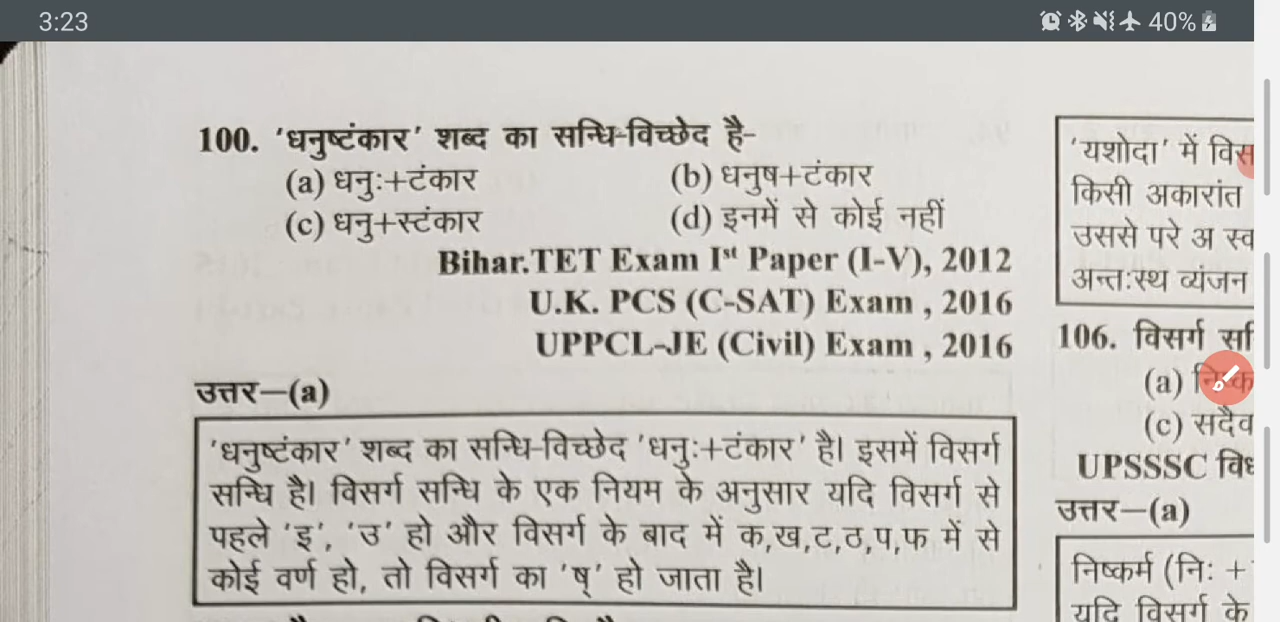 3:23
40%
100. 'धनुष्टंकार' शब्द का सन्धि-विच्छेद है-
(a) धनुः+टंकार (b) धनुष+टंकार
(c) धनु+स्टंकार (d) इनमें से कोई नहीं
Bihar.TET Exam Iˢᵗ Paper (I-V), 2012
U.K. PCS (C-SAT) Exam , 2016
UPPCL-JE (Civil) Exam , 2016
उत्तर—(a)
'धनुष्टंकार' शब्द का सन्धि-विच्छेद 'धनुः+टंकार' है। इसमें विसर्ग
सन्धि है। विसर्ग सन्धि के एक नियम के अनुसार यदि विसर्ग से
पहले 'इ', 'उ' हो और विसर्ग के बाद में क,ख,ट,ठ,प,फ में से
कोई वर्ण हो, तो विसर्ग का 'ष्' हो जाता है।
'यशोदा' में
किसी अकारांत
उससे परे अ
अन्तःस्थ व्यंजन
106. विसर्ग
(a)
(c) सदैव
UPSSSC
उत्तर—(a)
निष्कर्म (निः +
यदि विसर्ग के